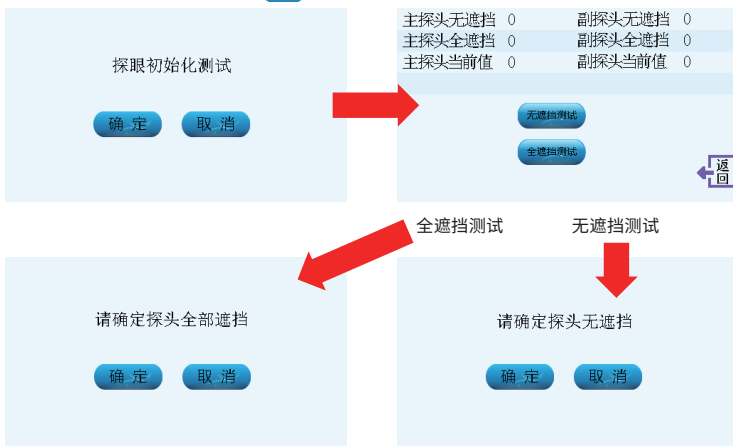 探眼初始化测试
确 定 取 消
主探头无遮挡 0 副探头无遮挡 0
主探头全遮挡 0 副探头全遮挡 0
主探头当前值 0 副探头当前值 0
无遮挡测试
全遮挡测试
返回
全遮挡测试 无遮挡测试
请确定探头全部遮挡
确 定 取 消
请确定探头无遮挡
确 定 取 消